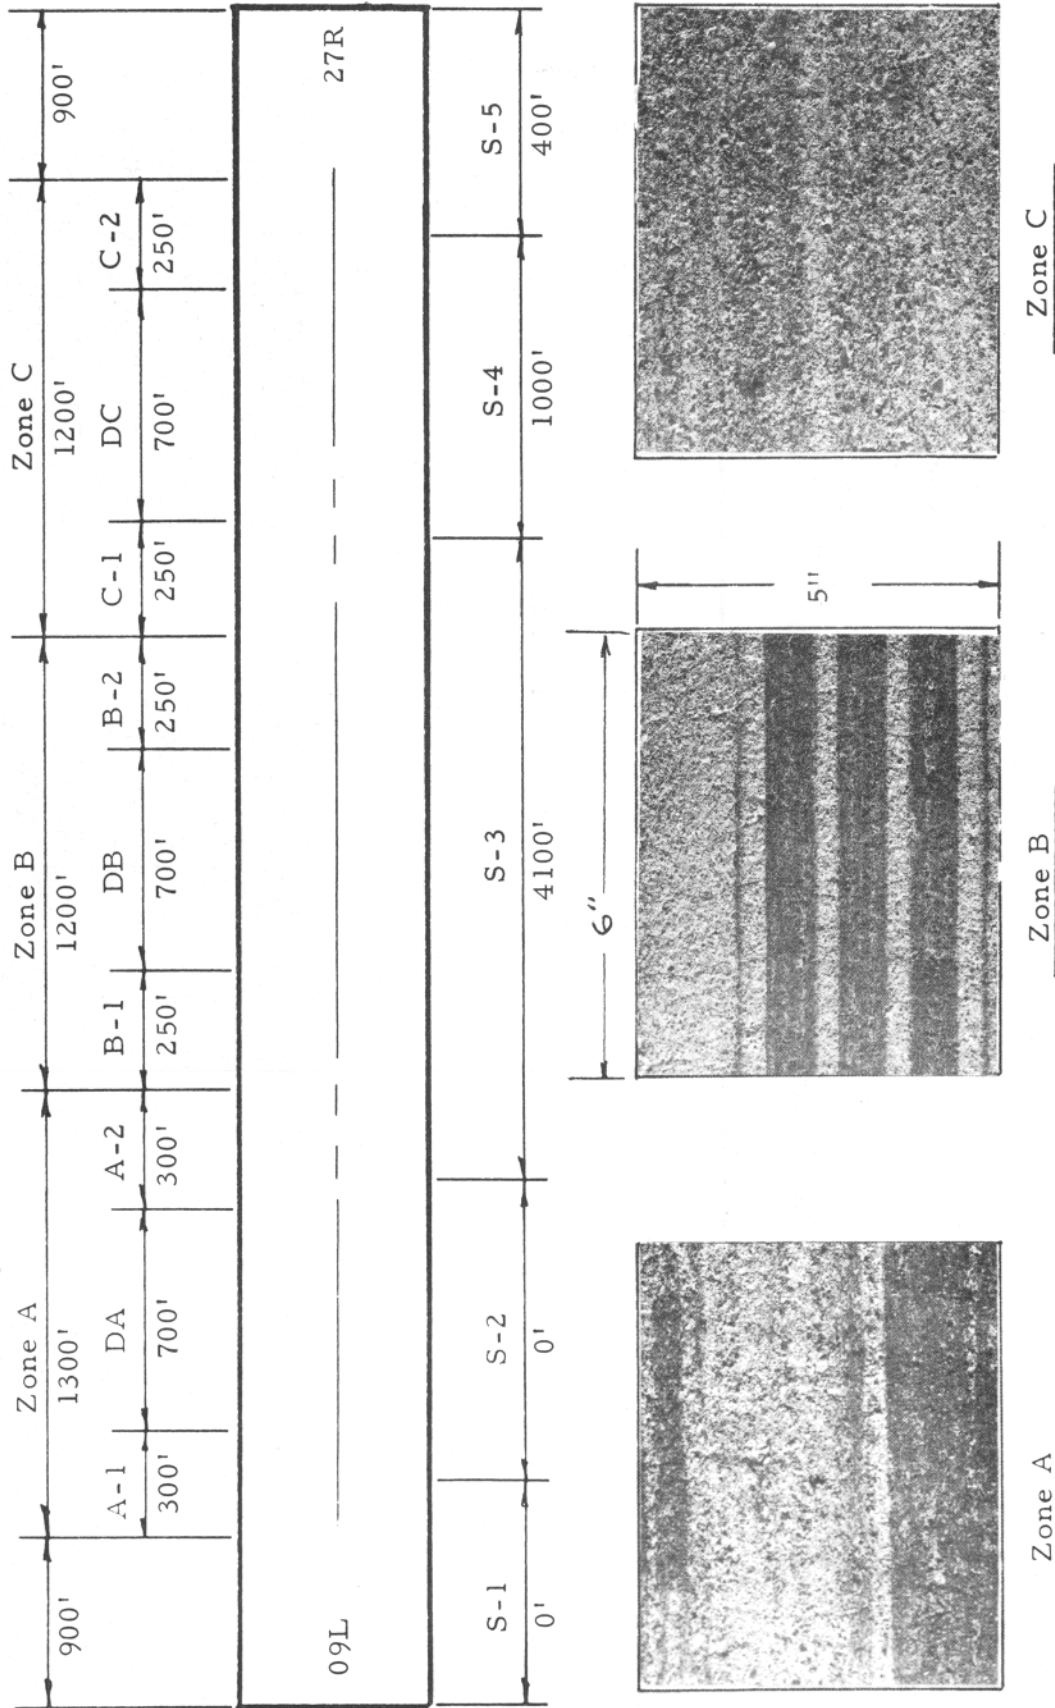 Zone A Zone B Zone C
900' 1300' 1200' 1200' 900'
A-1 DA A-2 B-1 DB B-2 C-1 DC C-2
300' 700' 300' 250' 700' 250' 250' 700' 250'
09L 27R
S-1 S-2 S-3 S-4 S-5
0' 0' 4100' 1000' 400'
6"
5"
Zone A Zone B Zone C